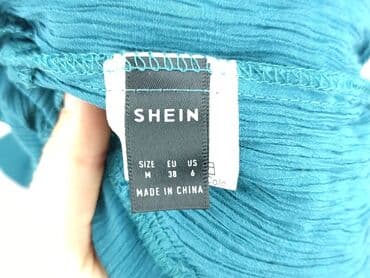 SHEIN
SIZE EU US
M 38 6
MADE IN CHINA